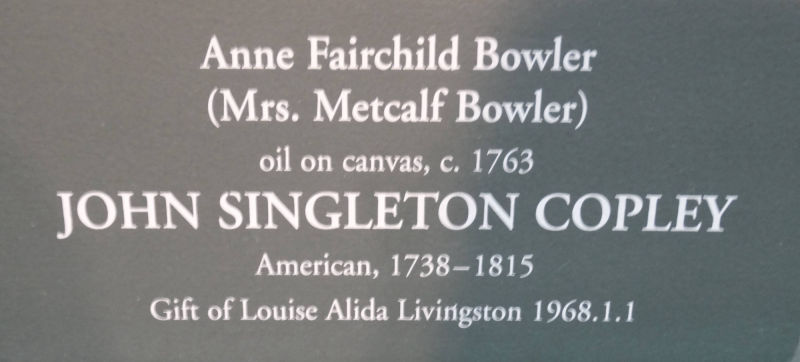 Anne Fairchild Bowler
(Mrs. Metcalf Bowler)
oil on canvas, c. 1763
JOHN SINGLETON COPLEY
American, 1738–1815
Gift of Louise Alida Livingston 1968.1.1